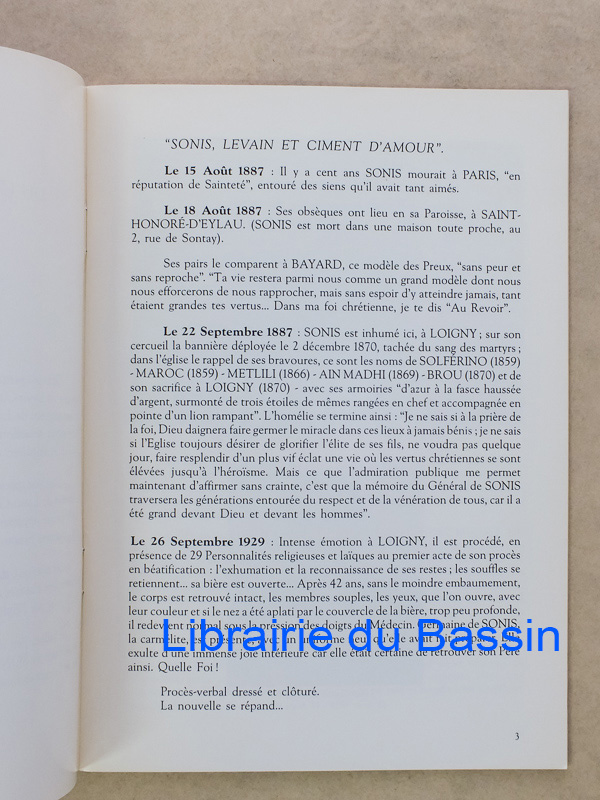 "SONIS, LEVAIN ET CIMENT D'AMOUR".
Le 15 Août 1887 : Il y a cent ans SONIS mourait à PARIS, "en
réputation de Sainteté", entouré des siens qu'il avait tant aimés.
Le 18 Août 1887 : Ses obsèques ont lieu en sa Paroisse, à SAINT-
HONORÉ-D'EYLAU. (SONIS est mort dans une maison toute proche, au
2, rue de Sontay).
Ses pairs le comparent à BAYARD, ce modèle des Preux, "sans peur et
sans reproche". "Ta vie restera parmi nous comme un grand modèle dont nous
nous efforcerons de nous rapprocher, mais sans espoir d'y atteindre jamais, tant
étaient grandes tes vertus... Dans ma foi chrétienne, je te dis "Au Revoir".
Le 22 Septembre 1887 : SONIS est inhumé ici, à LOIGNY ; sur son
cercueil la bannière déployée le 2 décembre 1870, tachée du sang des martyrs ;
dans l'église le rappel de ses bravoures, ce sont les noms de SOLFÉRINO (1859)
- MAROC (1859) - METLILI (1866) - AIN MADHI (1869) - BROU (1870) et de
son sacrifice à LOIGNY (1870) - avec ses armoiries "d'azur à la fasce haussée
d'argent, surmonté de trois étoiles de mêmes rangées en chef et accompagnée en
pointe d'un lion rampant". L'homélie se termine ainsi : "Je ne sais si à la prière de
la foi, Dieu daignera faire germer le miracle dans ces lieux à jamais bénis ; je ne sais
si l'Eglise toujours désirer de glorifier l'élite de ses fils, ne voudra pas quelque
jour, faire resplendir d'un plus vif éclat une vie où les vertus chrétiennes se sont
élévées jusqu'à l'héroïsme. Mais ce que l'admiration publique me permet
maintenant d'affirmer sans crainte, c'est que la mémoire du Général de SONIS
traversera les générations entourée du respect et de la vénération de tous, car il a
été grand devant Dieu et devant les hommes".
Le 26 Septembre 1929 : Intense émotion à LOIGNY, il est procédé, en
présence de 29 Personnalités religieuses et laïques au premier acte de son procès
en béatification : l'exhumation et la reconnaissance de ses restes ; les souffles se
retiennent... sa bière est ouverte... Après 42 ans, sans le moindre embaumement,
le corps est retrouvé intact, les membres souples, les yeux, que l'on ouvre, avec
leur couleur et si le nez a été aplati par le couvercle de la bière, trop peu profonde,
il redevient normal sous la pression des doigts du Médecin. Germaine de SONIS,
la carmélite, est présente avec un uniforme neuf qu'elle avait fait Elle
exulte d'une immense joie intérieure car elle était certaine de retrouver son Père
ainsi. Quelle Foi !
Procès-verbal dressé et clôturé.
La nouvelle se répand...
3
Librairie du Bassin